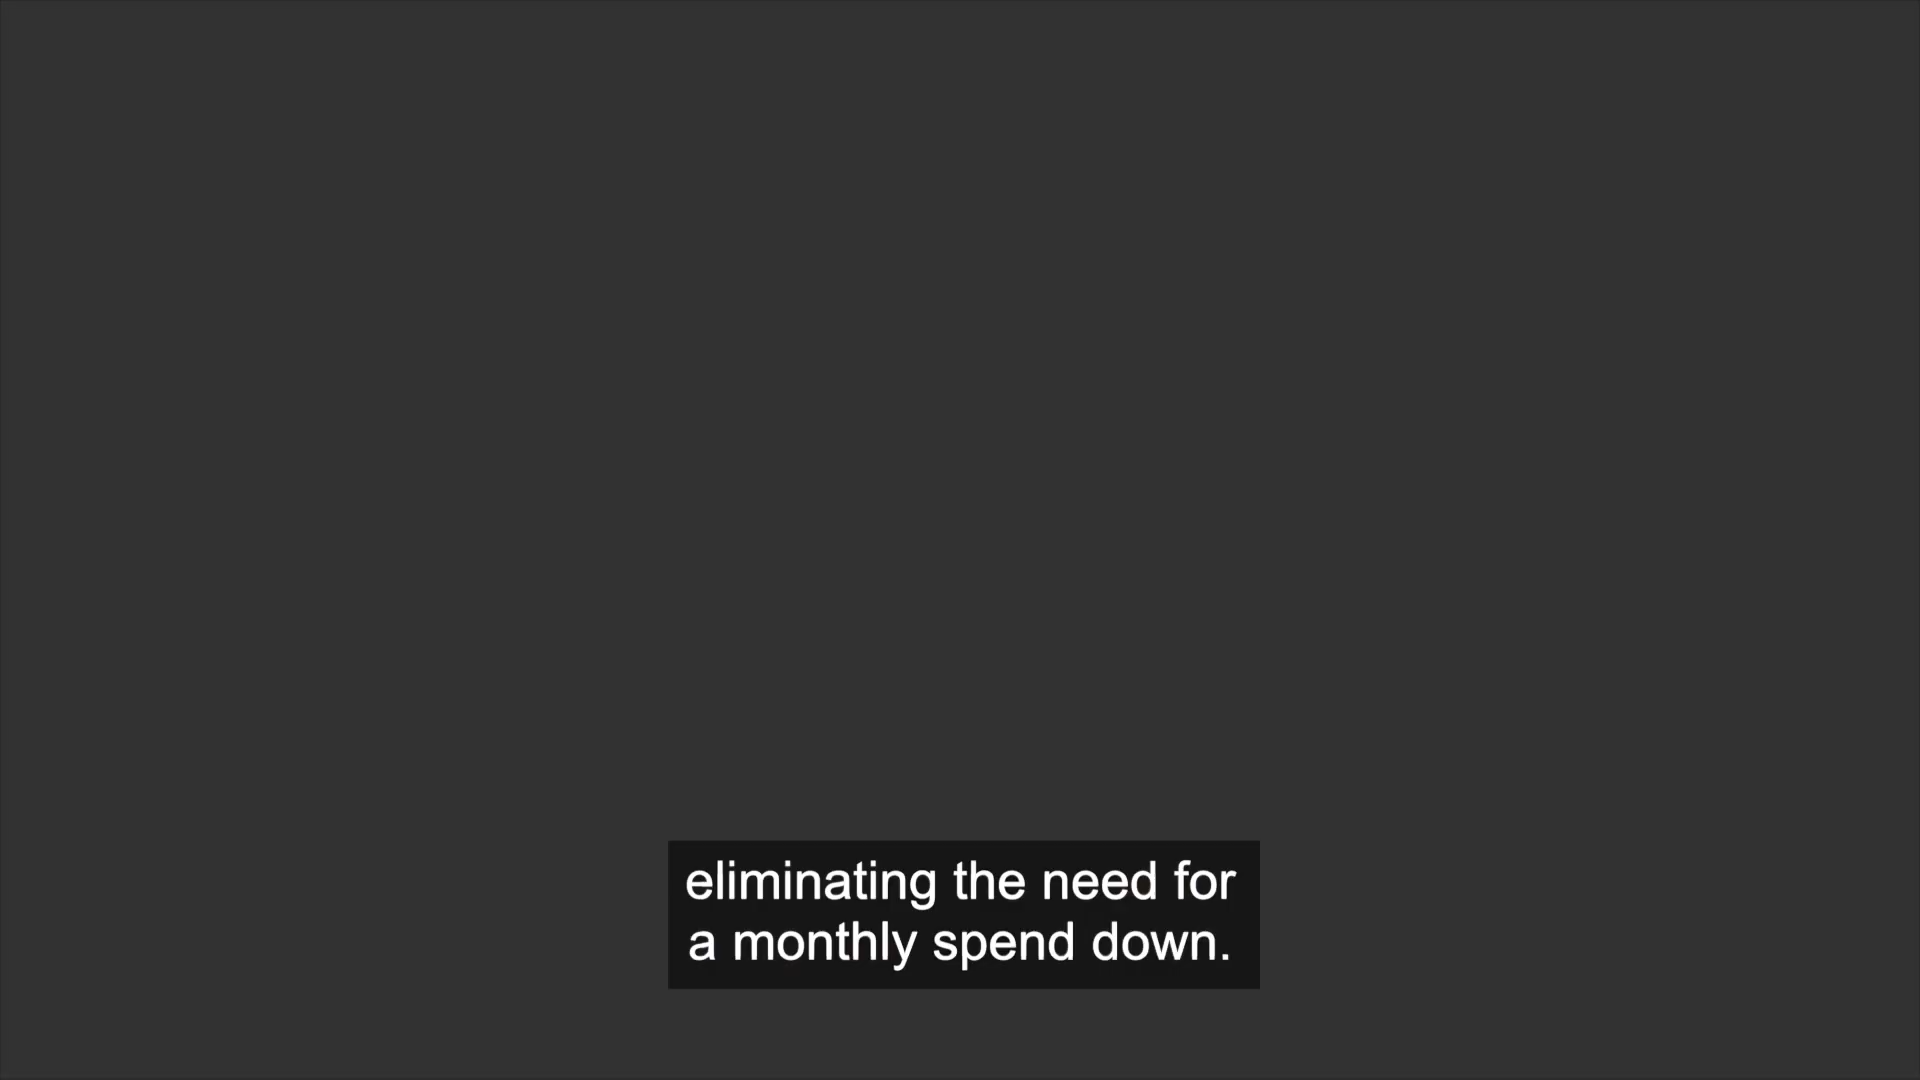 eliminating the need for
a monthly spend down.